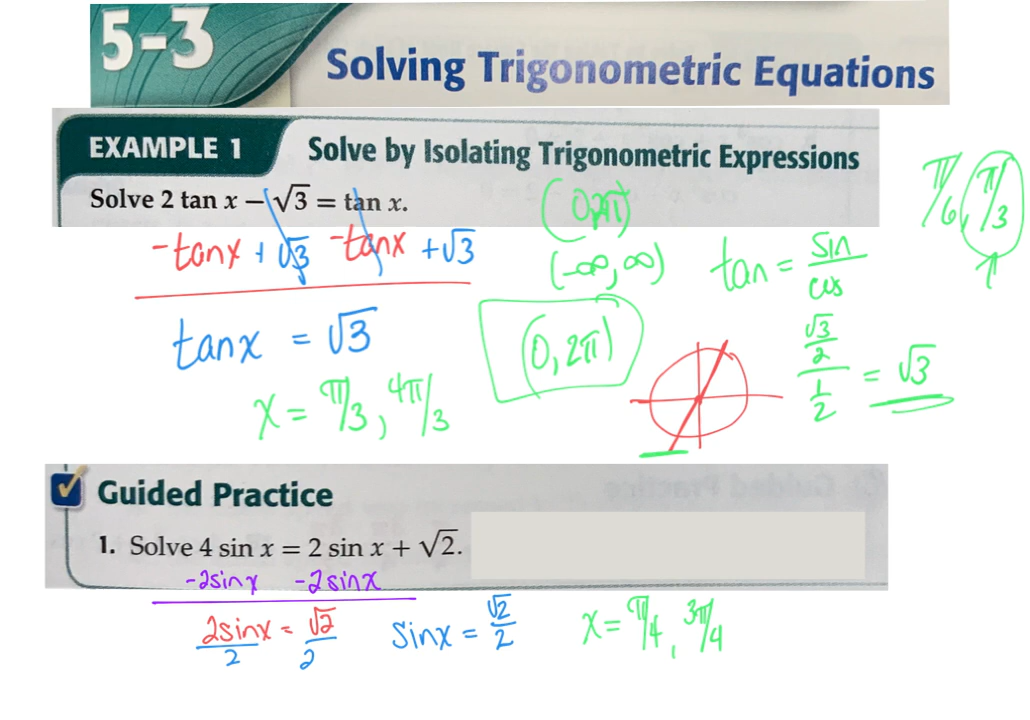 5-3 Solving Trigonometric Equations
EXAMPLE 1 Solve by Isolating Trigonometric Expressions
Solve 2 tan x − √3 = tan x.
-tanx + √3 -tanx +√3
tanx = √3
x = π/3, 4π/3
(0,2π)
(-∞,∞)
(0, 2π)
tan = sin/cos
(√3/2)/(1/2) = √3
π/6, π/3
Guided Practice
1. Solve 4 sin x = 2 sin x + √2.
-2sinx -2sinx
2sinx/2 = √2/2 sinx = √2/2 x = π/4, 3π/4